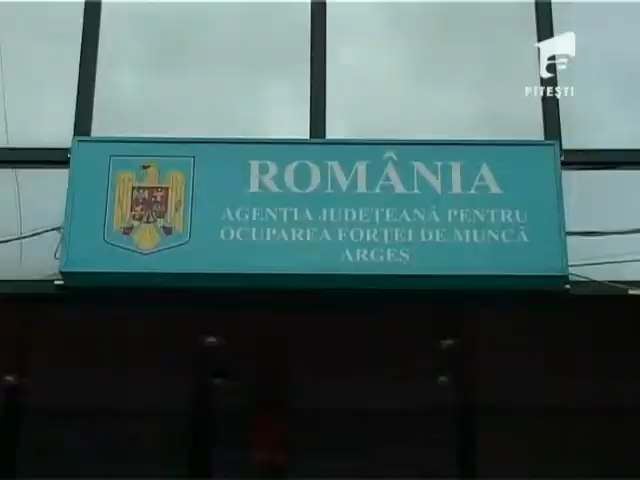 PITEȘTI
ROMÂNIA
AGENȚIA JUDEȚEANĂ PENTRU
OCUPAREA FORȚEI DE MUNCĂ
ARGEȘ